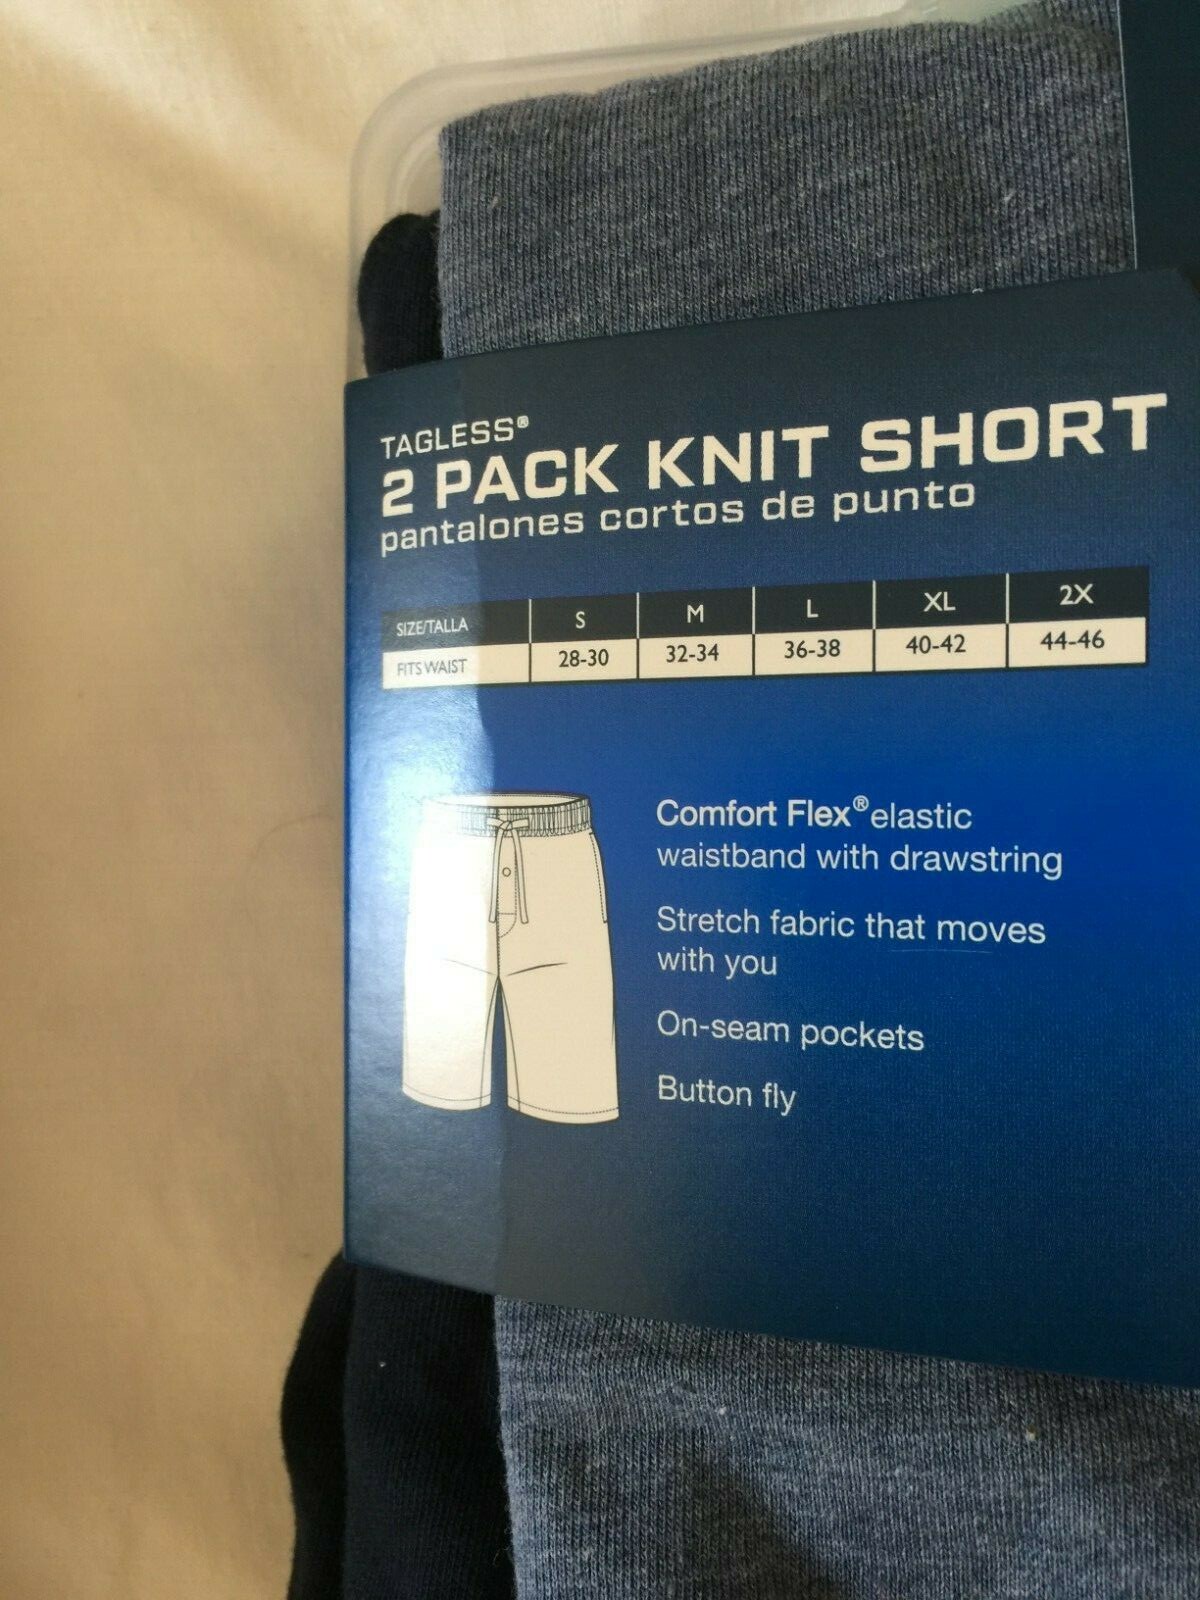 TAGLESS®
2 PACK KNIT SHORT
pantalones cortos de punto
SIZE/TALLA S M L XL 2X
FITS WAIST 28-30 32-34 36-38 40-42 44-46
Comfort Flex® elastic
waistband with drawstring
Stretch fabric that moves
with you
On-seam pockets
Button fly